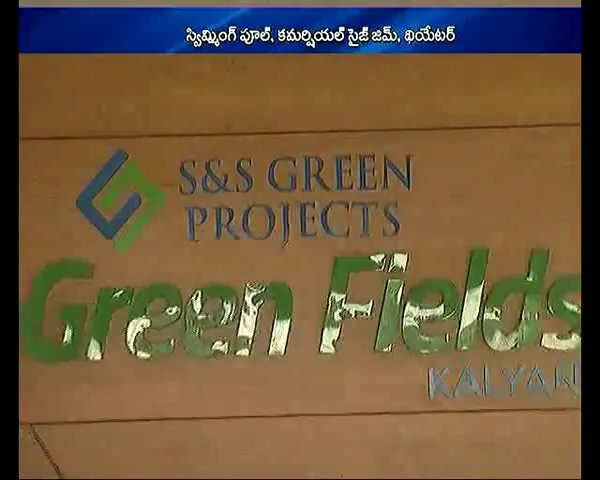 స్విమ్మింగ్ పూల్, కమర్షియల్ సైజ్ జిమ్, థియేటర్
S&S GREEN
PROJECTS
Green Fields
KALYAN